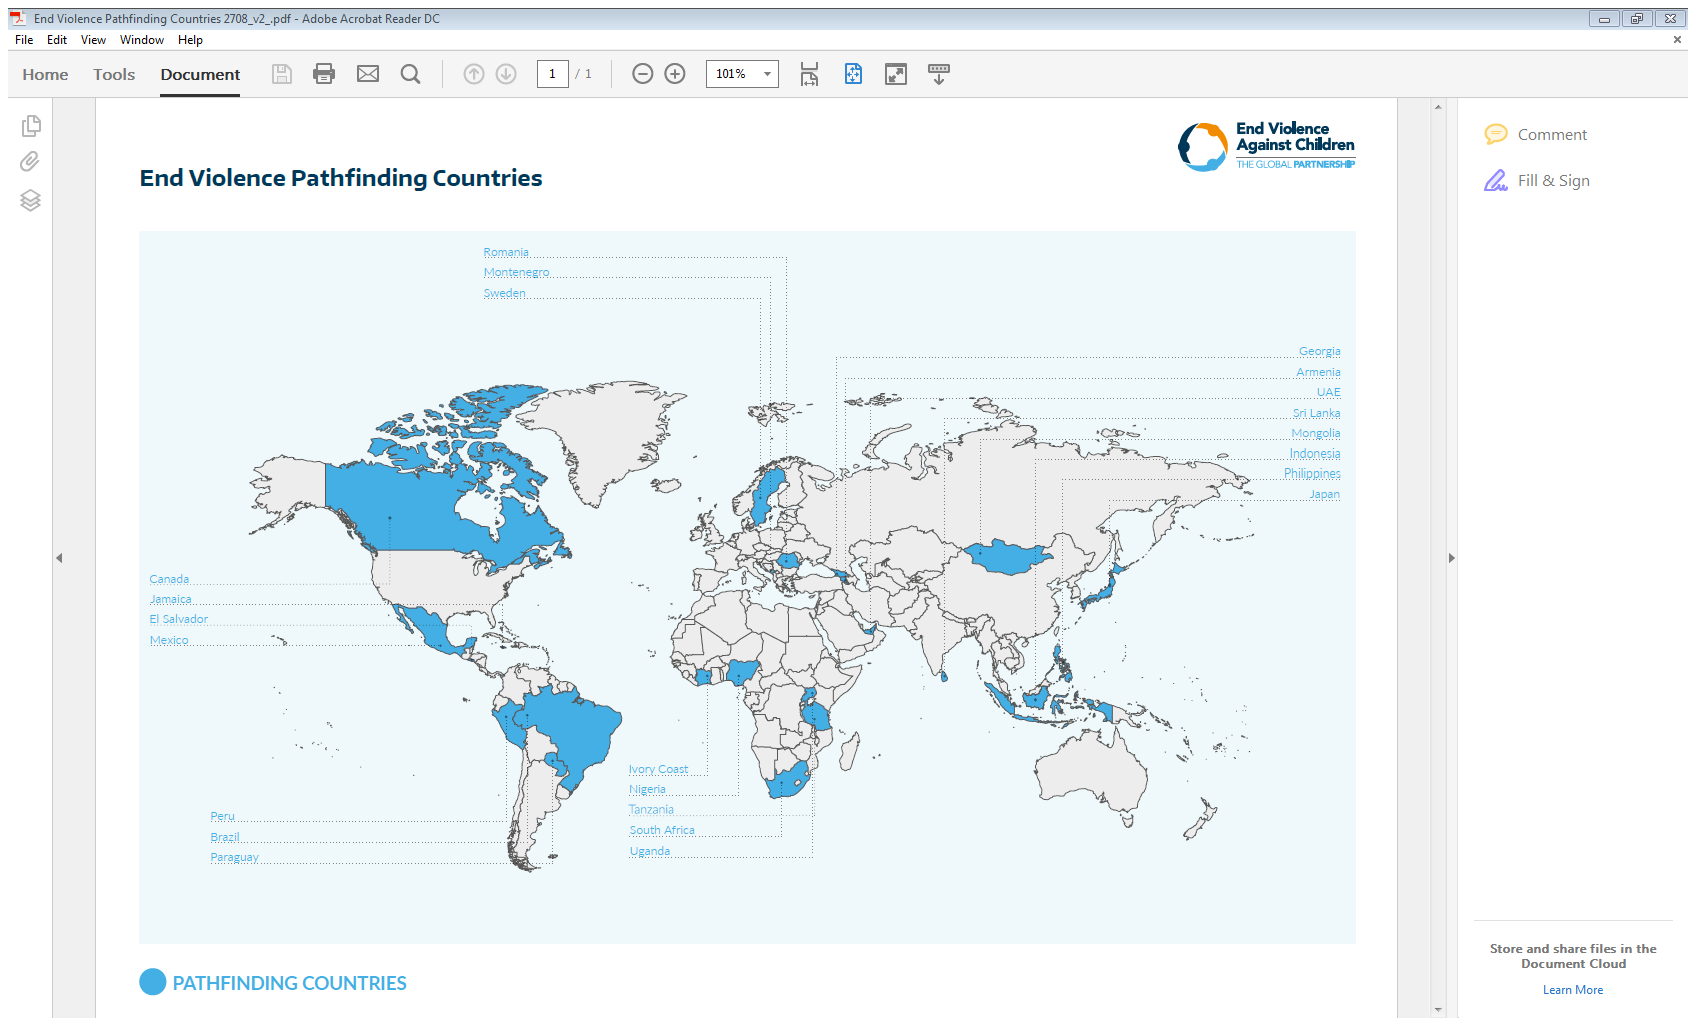 End Violence Pathfinding Countries 2708_v2_.pdf - Adobe Acrobat Reader DC
File Edit View Window Help
Home Tools Document 1 / 1 101%
Comment
Fill & Sign
End Violence
Against Children
THE GLOBAL PARTNERSHIP
End Violence Pathfinding Countries
Romania
Montenegro
Sweden
Georgia
Armenia
UAE
Sri Lanka
Mongolia
Indonesia
Philippines
Japan
Canada
Jamaica
El Salvador
Mexico
Peru
Brazil
Paraguay
Ivory Coast
Nigeria
Tanzania
South Africa
Uganda
PATHFINDING COUNTRIES
Store and share files in the
Document Cloud
Learn More